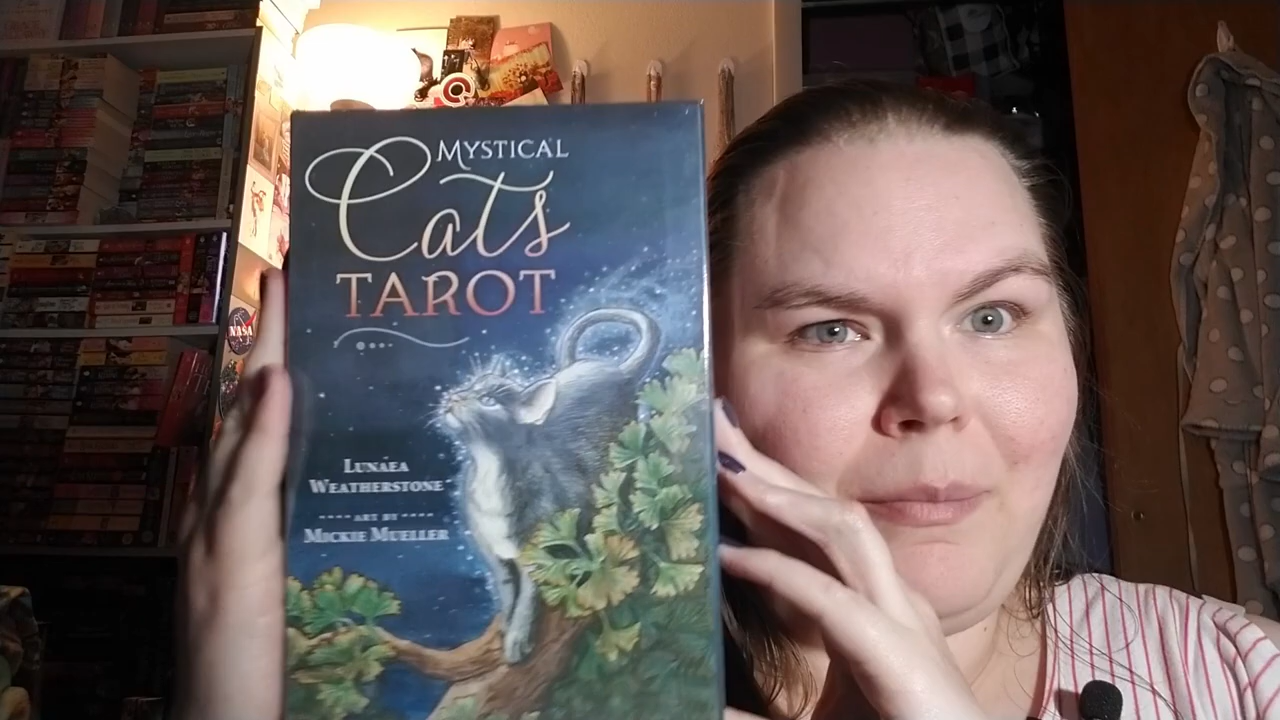 MYSTICAL
Cats
TAROT
LUNAEA
WEATHERSTONE
ART BY
MICKIE MUELLER
NASA